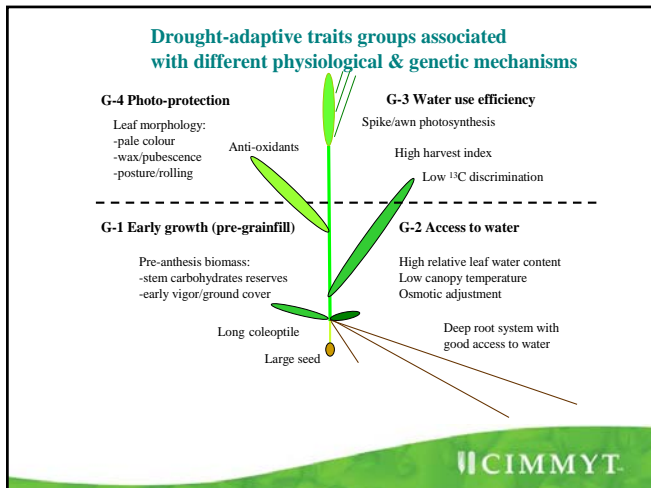 Drought-adaptive traits groups associated
with different physiological & genetic mechanisms
G-4 Photo-protection
Leaf morphology:
-pale colour
-wax/pubescence
-posture/rolling
Anti-oxidants
G-3 Water use efficiency
Spike/awn photosynthesis
High harvest index
Low ¹³C discrimination
G-1 Early growth (pre-grainfill)
Pre-anthesis biomass:
-stem carbohydrates reserves
-early vigor/ground cover
Long coleoptile
Large seed
G-2 Access to water
High relative leaf water content
Low canopy temperature
Osmotic adjustment
Deep root system with
good access to water
CIMMYT